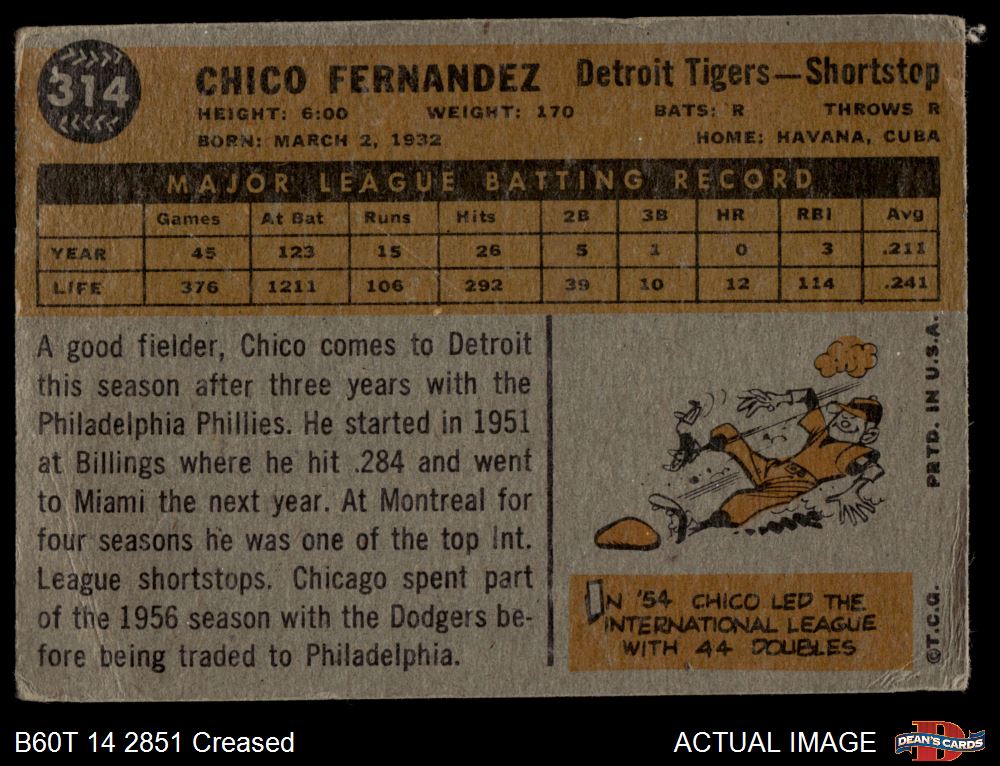 314
CHICO FERNANDEZ Detroit Tigers—Shortstop
HEIGHT: 6:00 WEIGHT: 170 BATS: R THROWS R
BORN: MARCH 2, 1932 HOME: HAVANA, CUBA
MAJOR LEAGUE BATTING RECORD
Games At Bat Runs Hits 2B 3B HR RBI Avg
YEAR 45 123 15 26 5 1 0 3 .211
LIFE 376 1211 106 292 39 10 12 114 .241
A good fielder, Chico comes to Detroit
this season after three years with the
Philadelphia Phillies. He started in 1951
at Billings where he hit .284 and went
to Miami the next year. At Montreal for
four seasons he was one of the top Int.
League shortstops. Chicago spent part
of the 1956 season with the Dodgers be-
fore being traded to Philadelphia.
IN '54 CHICO LED THE
INTERNATIONAL LEAGUE
WITH 44 DOUBLES
©T.C.G. PRTD. IN U.S.A.
B60T 14 2851 Creased
ACTUAL IMAGE
DEAN'S CARDS